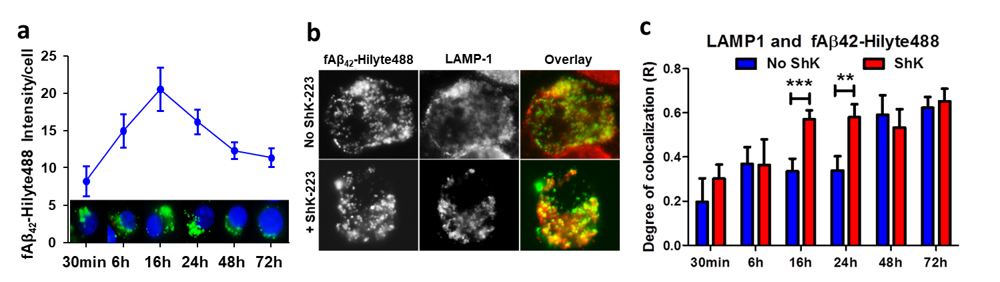 a
fAβ42-Hilyte488 Intensity/cell
25
20
15
10
5
0
30min 6h 16h 24h 48h 72h
b
fAβ42-Hilyte488 LAMP-1 Overlay
No ShK-223
+ ShK-223
c
LAMP1 and fAβ42-Hilyte488
No ShK ShK
Degree of colocalization (R)
0.8
0.6
0.4
0.2
0.0
*** **
30min 6h 16h 24h 48h 72h